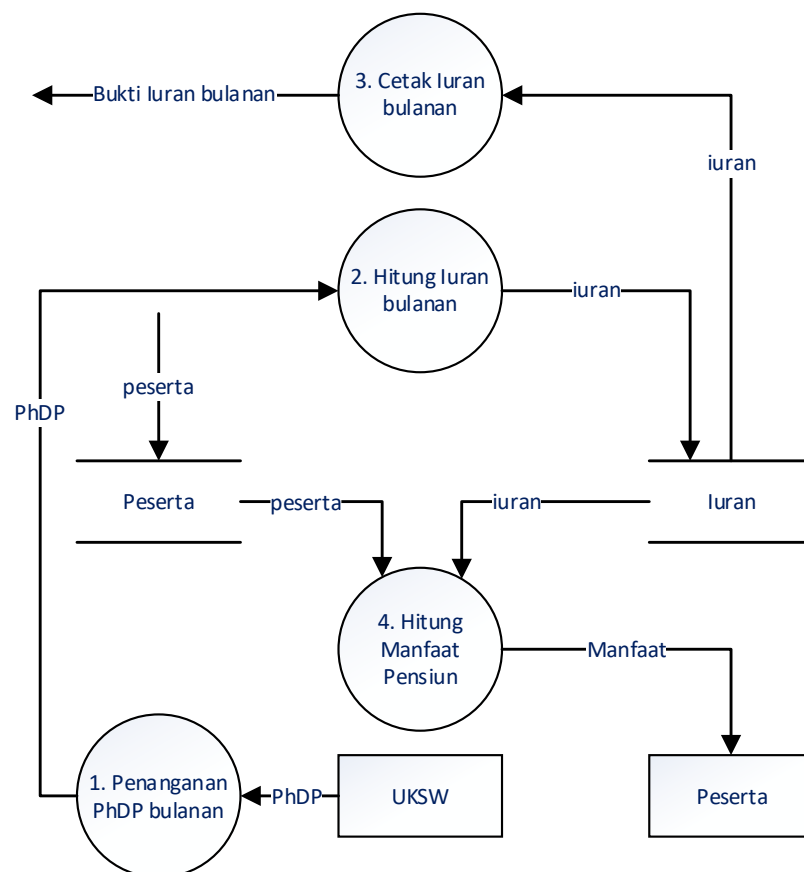 3. Cetak Iuran
bulanan
Bukti Iuran bulanan
iuran
2. Hitung Iuran
bulanan
iuran
peserta
PhDP
Peserta
peserta
iuran
Iuran
4. Hitung
Manfaat
Pensiun
Manfaat
1. Penanganan
PhDP bulanan
PhDP
UKSW
Peserta